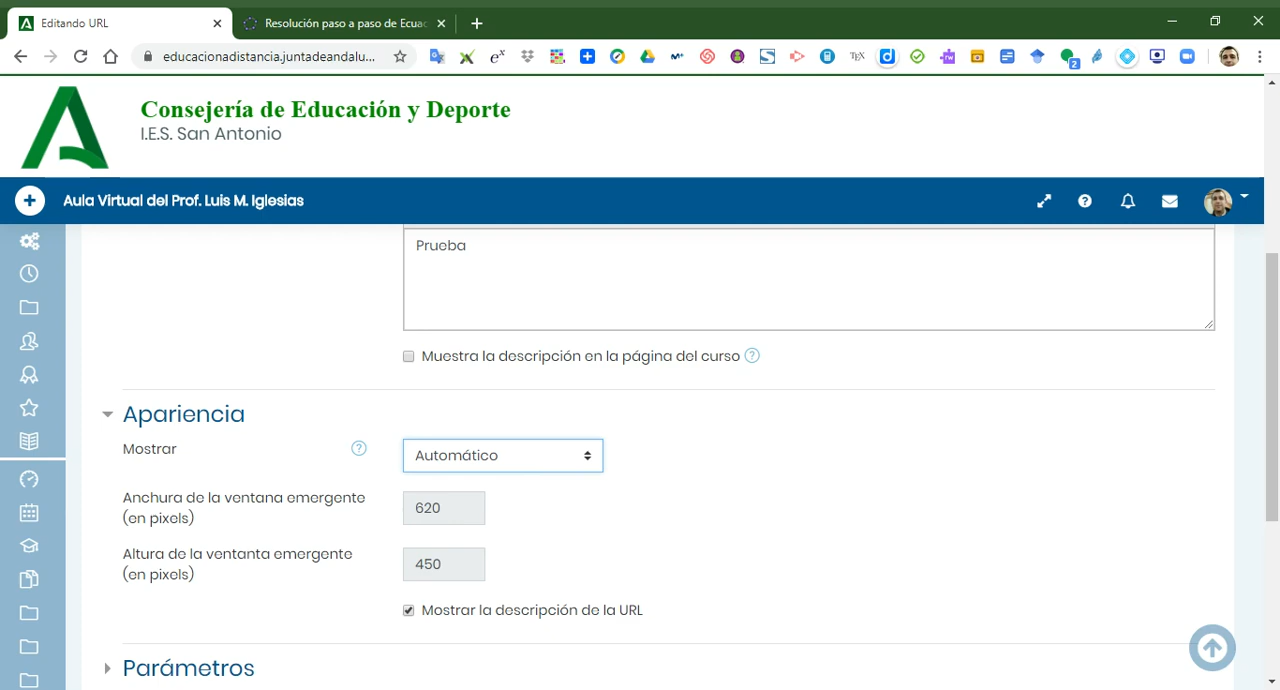 Editando URL
Resolución paso a paso de Ecuac
educacionadistancia.juntadeandalu...
Consejería de Educación y Deporte
I.E.S. San Antonio
Aula Virtual del Prof. Luis M. Iglesias
Prueba
Muestra la descripción en la página del curso
Apariencia
Mostrar
Automático
Anchura de la ventana emergente
(en pixels)
620
Altura de la ventanta emergente
(en pixels)
450
Mostrar la descripción de la URL
Parámetros